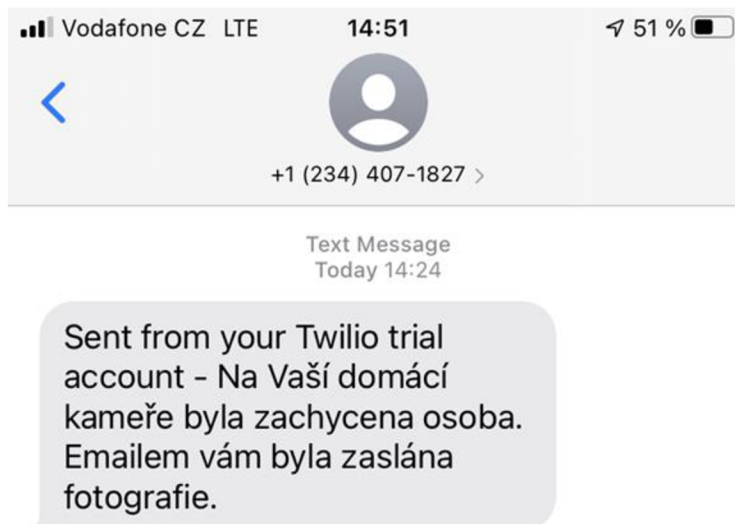 Vodafone CZ LTE 14:51 51 %
+1 (234) 407-1827
Text Message
Today 14:24
Sent from your Twilio trial
account - Na Vaší domácí
kameře byla zachycena osoba.
Emailem vám byla zaslána
fotografie.